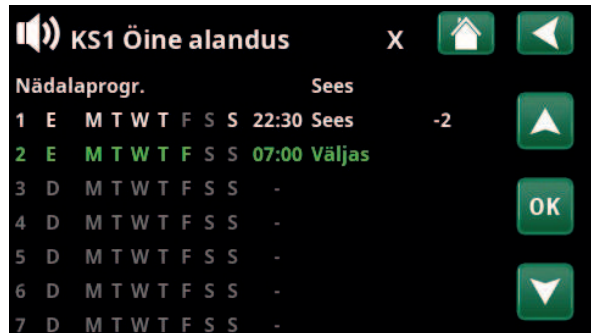 KS1 Öine alandus X
Nädalaprogr. Sees
1 E M T W T F S S 22:30 Sees -2
2 E M T W T F S S 07:00 Väljas
3 D M T W T F S S -
4 D M T W T F S S -
OK
5 D M T W T F S S -
6 D M T W T F S S -
7 D M T W T F S S -